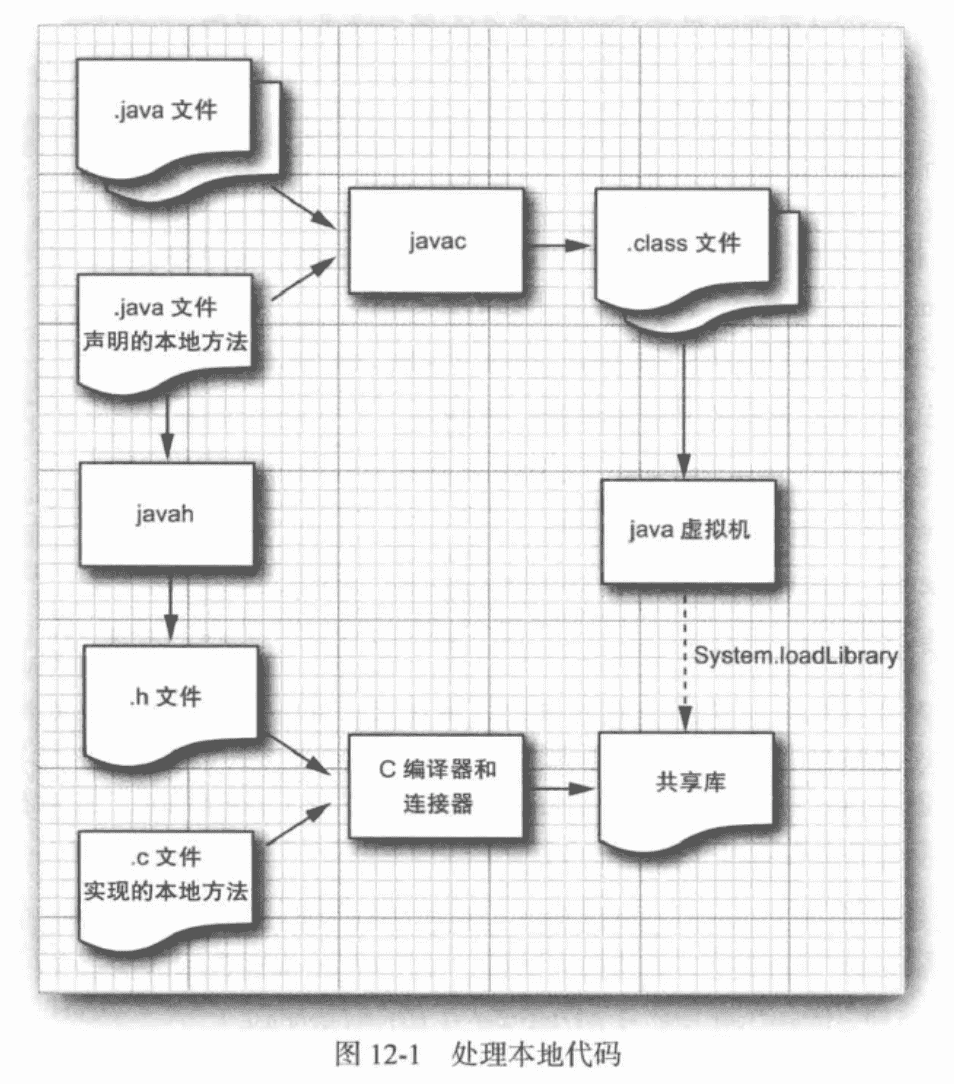 .java 文件
javac
.class 文件
.java 文件
声明的本地方法
javah
java 虚拟机
System.loadLibrary
.h 文件
C 编译器和
连接器
共享库
.c 文件
实现的本地方法
图 12-1 处理本地代码